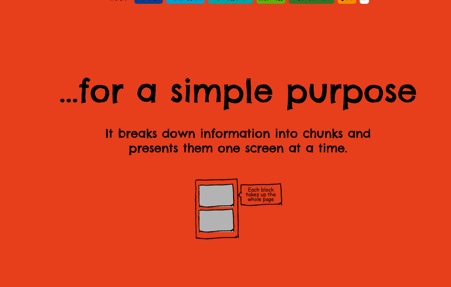 ...for a simple purpose
It breaks down information into chunks and
presents them one screen at a time.
Each block
takes up the
whole page